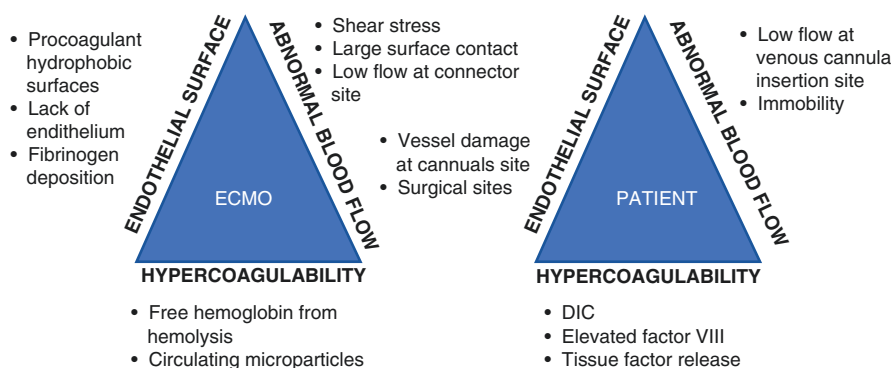 • Procoagulant
hydrophobic
surfaces
• Lack of
endithelium
• Fibrinogen
deposition
ENDOTHELIAL SURFACE
ECMO
ABNORMAL BLOOD FLOW
• Shear stress
• Large surface contact
• Low flow at connector
site
HYPERCOAGULABILITY
• Free hemoglobin from
hemolysis
• Circulating microparticles
• Vessel damage
at cannuals site
• Surgical sites
ENDOTHELIAL SURFACE
PATIENT
ABNORMAL BLOOD FLOW
• Low flow at
venous cannula
insertion site
• Immobility
HYPERCOAGULABILITY
• DIC
• Elevated factor VIII
• Tissue factor release